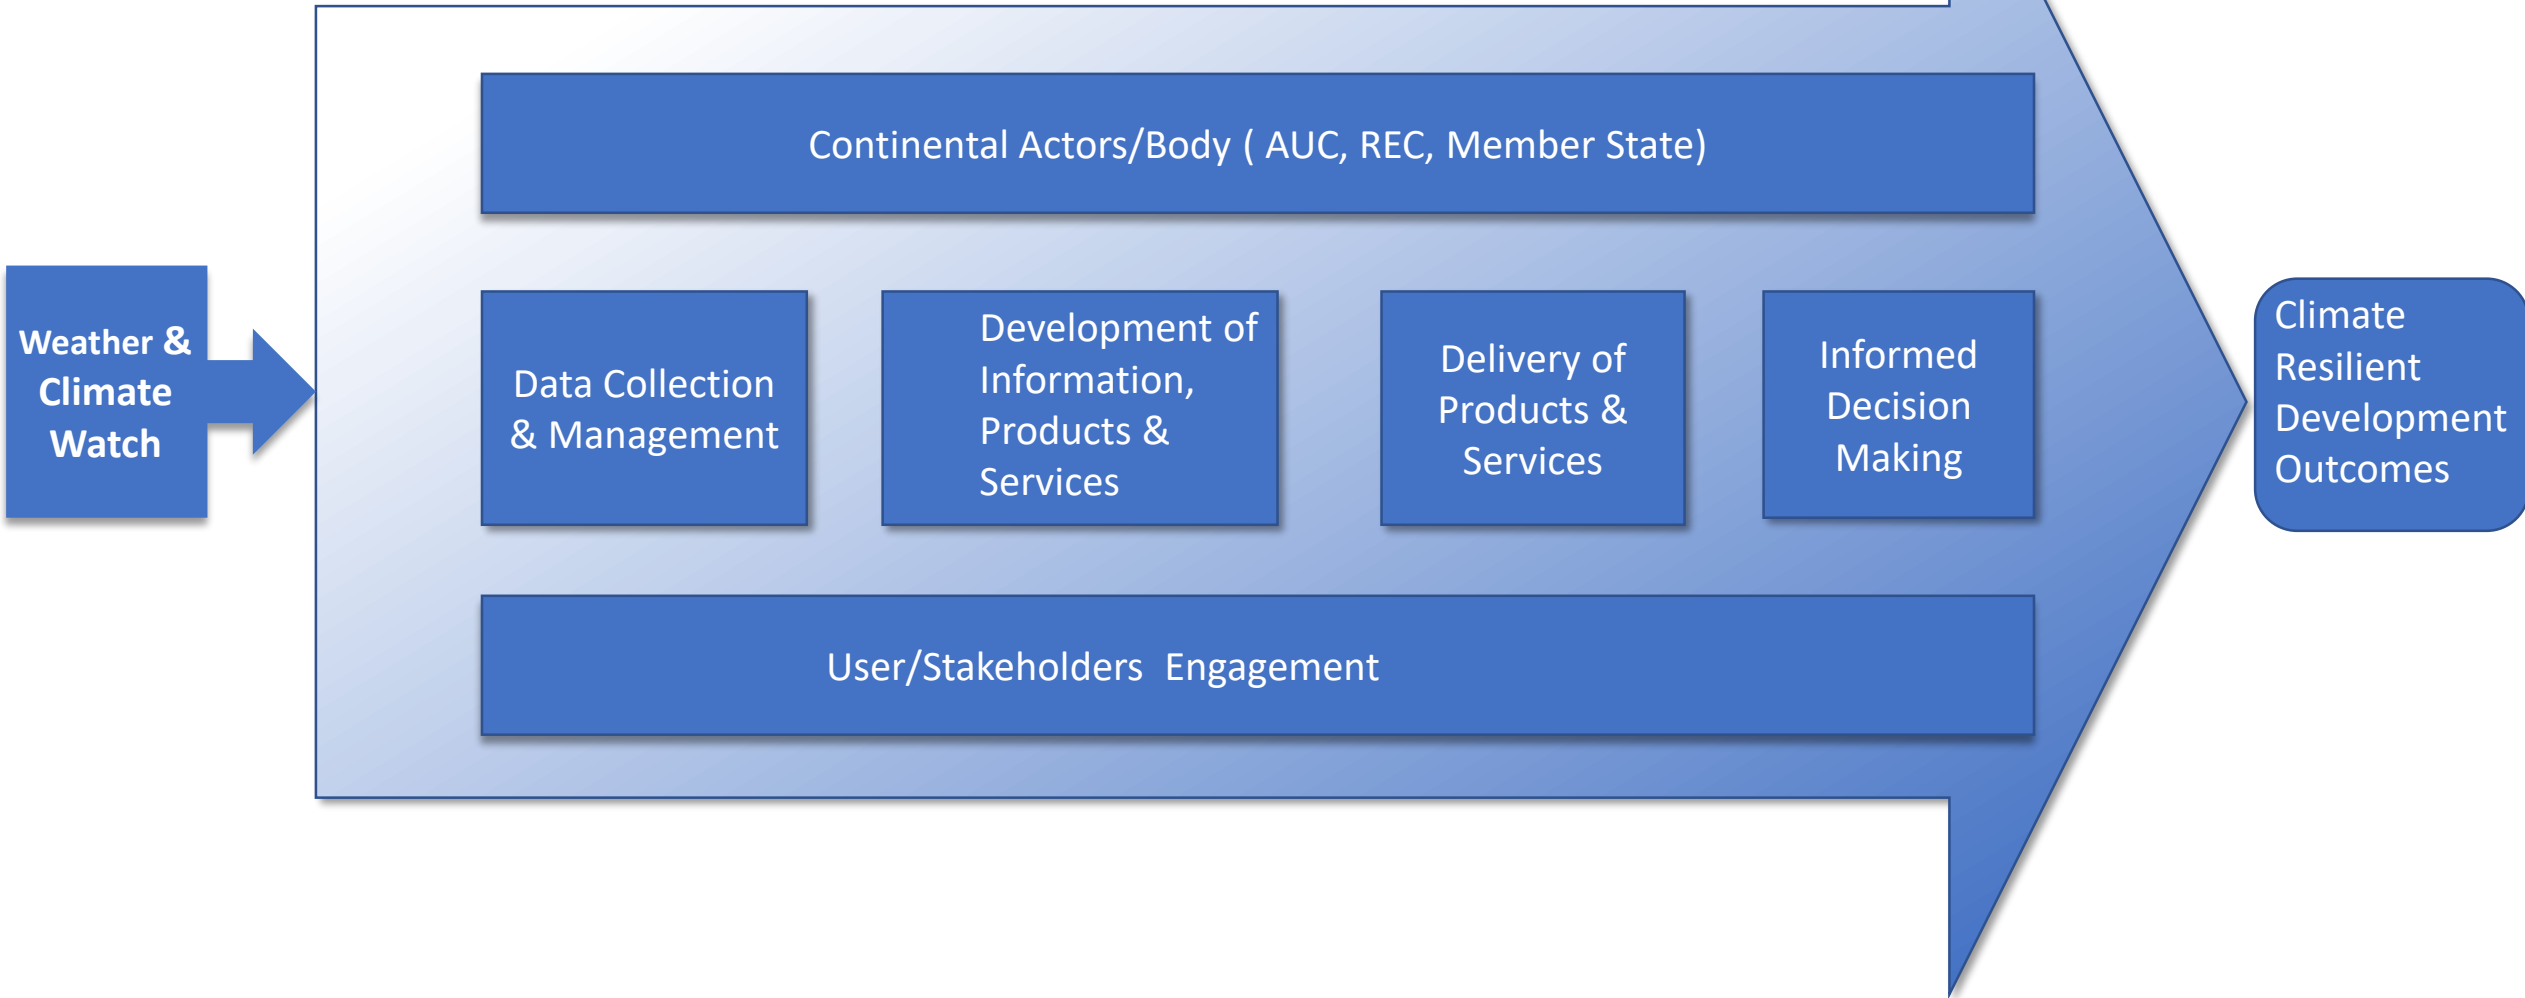 Continental Actors/Body ( AUC, REC, Member State)
Weather &
Climate
Watch
Data Collection
& Management
Development of
Information,
Products &
Services
Delivery of
Products &
Services
Informed
Decision
Making
Climate
Resilient
Development
Outcomes
User/Stakeholders  Engagement